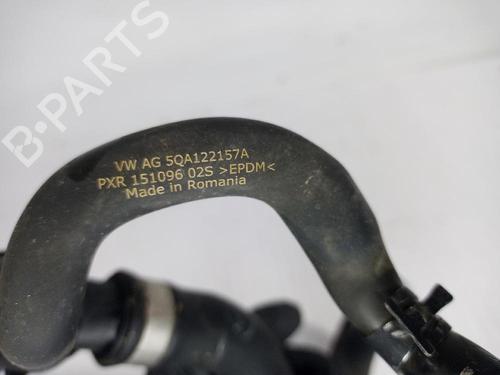 B-PARTS
VW AG 5QA122157A
PXR 151096 02S >EPDM<
Made in Romania